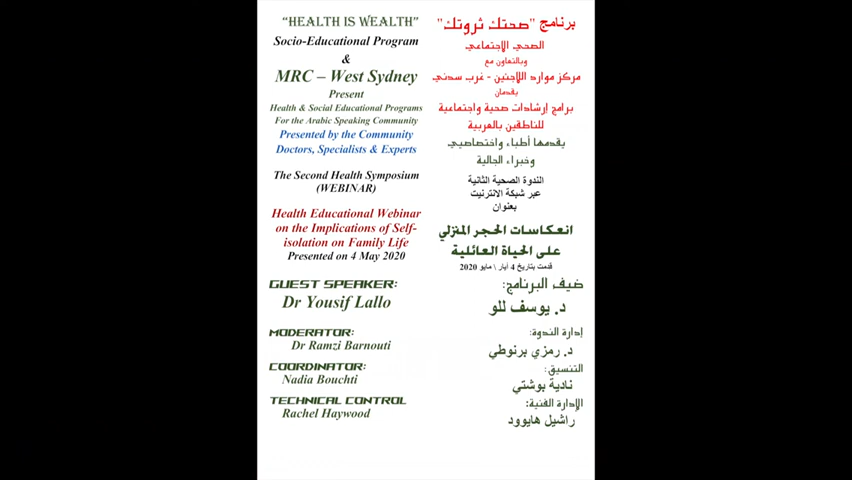 “HEALTH IS WEALTH”
Socio-Educational Program
&
MRC – West Sydney
Present
Health & Social Educational Programs
For the Arabic Speaking Community
Presented by the Community
Doctors, Specialists & Experts
The Second Health Symposium
(WEBINAR)
Health Educational Webinar
on the Implications of Self-
isolation on Family Life
Presented on 4 May 2020
GUEST SPEAKER:
Dr Yousif Lallo
MODERATOR:
Dr Ramzi Barnouti
COORDINATOR:
Nadia Bouchti
TECHNICAL CONTROL
Rachel Haywood
برنامج "صحتك ثروتك"
الصحي الإجتماعي
وبالتعاون مع
مركز موارد اللاجئين - غرب سدني
يقدمان
برامج إرشادات صحية واجتماعية
للناطقين بالعربية
يقدمها أطباء واختصاصيي
وخبراء الجالية
الندوة الصحية الثانية
عبر شبكة الانترنيت
بعنوان
انعكاسات الحجر المنزلي
على الحياة العائلية
قدمت بتاريخ 4 أيار \ مايو 2020
ضيف البرنامج:
د. يوسف للو
إدارة الندوة:
د. رمزي برنوطي
التنسيق:
نادية بوشتي
الإدارة الفنية:
راشيل هايوود